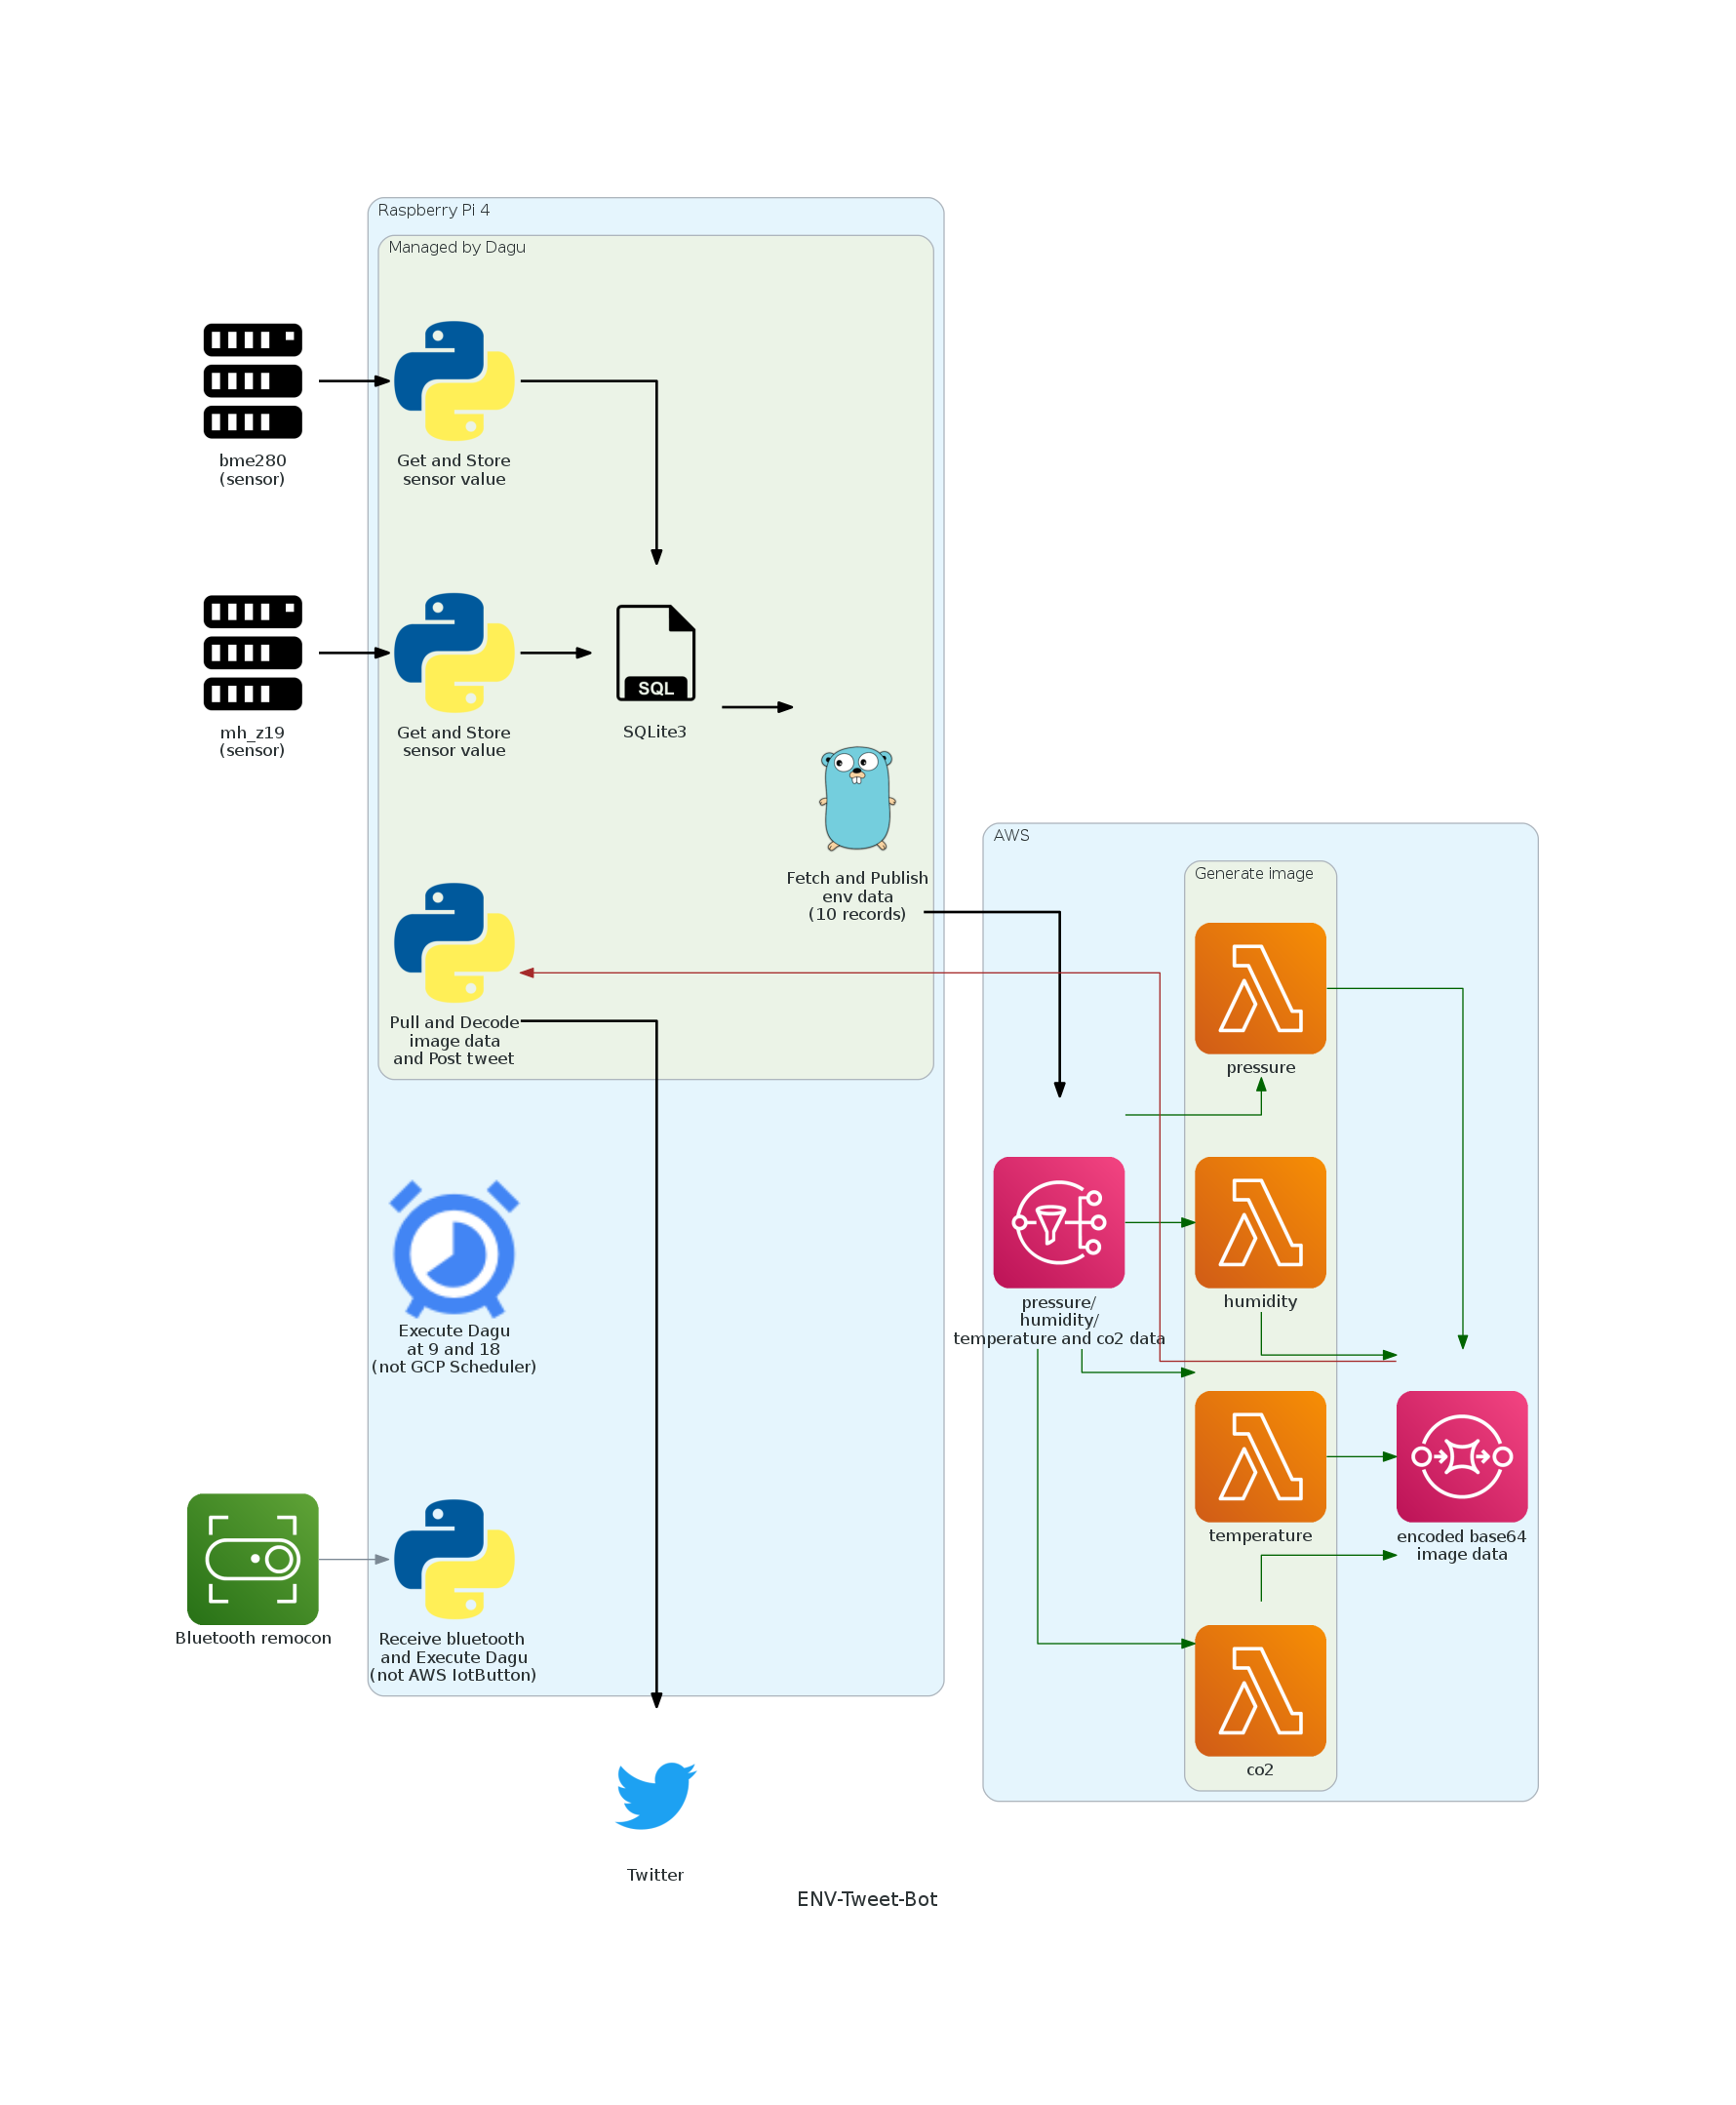 Raspberry Pi 4
Managed by Dagu
bme280
(sensor)
Get and Store
sensor value
mh_z19
(sensor)
Get and Store
sensor value
SQL
SQLite3
Fetch and Publish
env data
(10 records)
Pull and Decode
image data
and Post tweet
Execute Dagu
at 9 and 18
(not GCP Scheduler)
Bluetooth remocon
Receive bluetooth
and Execute Dagu
(not AWS IotButton)
Twitter
AWS
Generate image
pressure
pressure/
humidity/
temperature and co2 data
humidity
temperature
encoded base64
image data
co2
ENV-Tweet-Bot